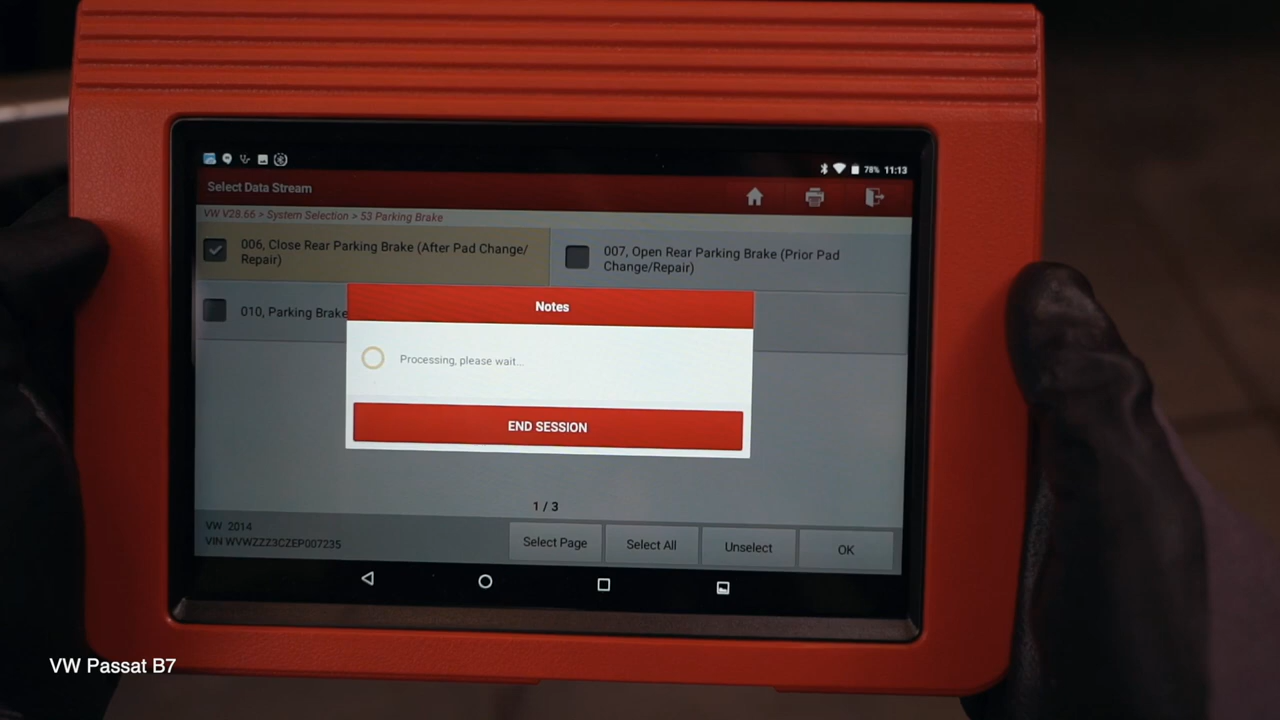 78% 11:13
Select Data Stream
VW V28.66 > System Selection > 53 Parking Brake
006, Close Rear Parking Brake (After Pad Change/
Repair)
007, Open Rear Parking Brake (Prior Pad
Change/Repair)
010, Parking Brake
Notes
Processing, please wait...
END SESSION
1 / 3
VW 2014
VIN WVWZZZ3CZEP007235
Select Page
Select All
Unselect
OK
VW Passat B7